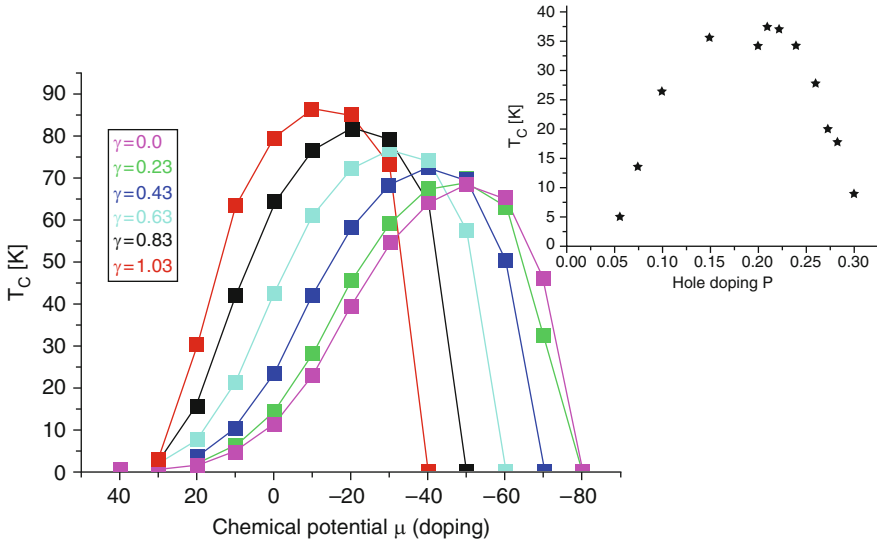 90
80
70
60
50
40
30
20
10
0
T_C [K]
γ=0.0
γ=0.23
γ=0.43
γ=0.63
γ=0.83
γ=1.03
40 20 0 −20 −40 −60 −80
Chemical potential μ (doping)
40
35
30
25
20
15
10
5
0
T_C [K]
0.00 0.05 0.10 0.15 0.20 0.25 0.30
Hole doping P